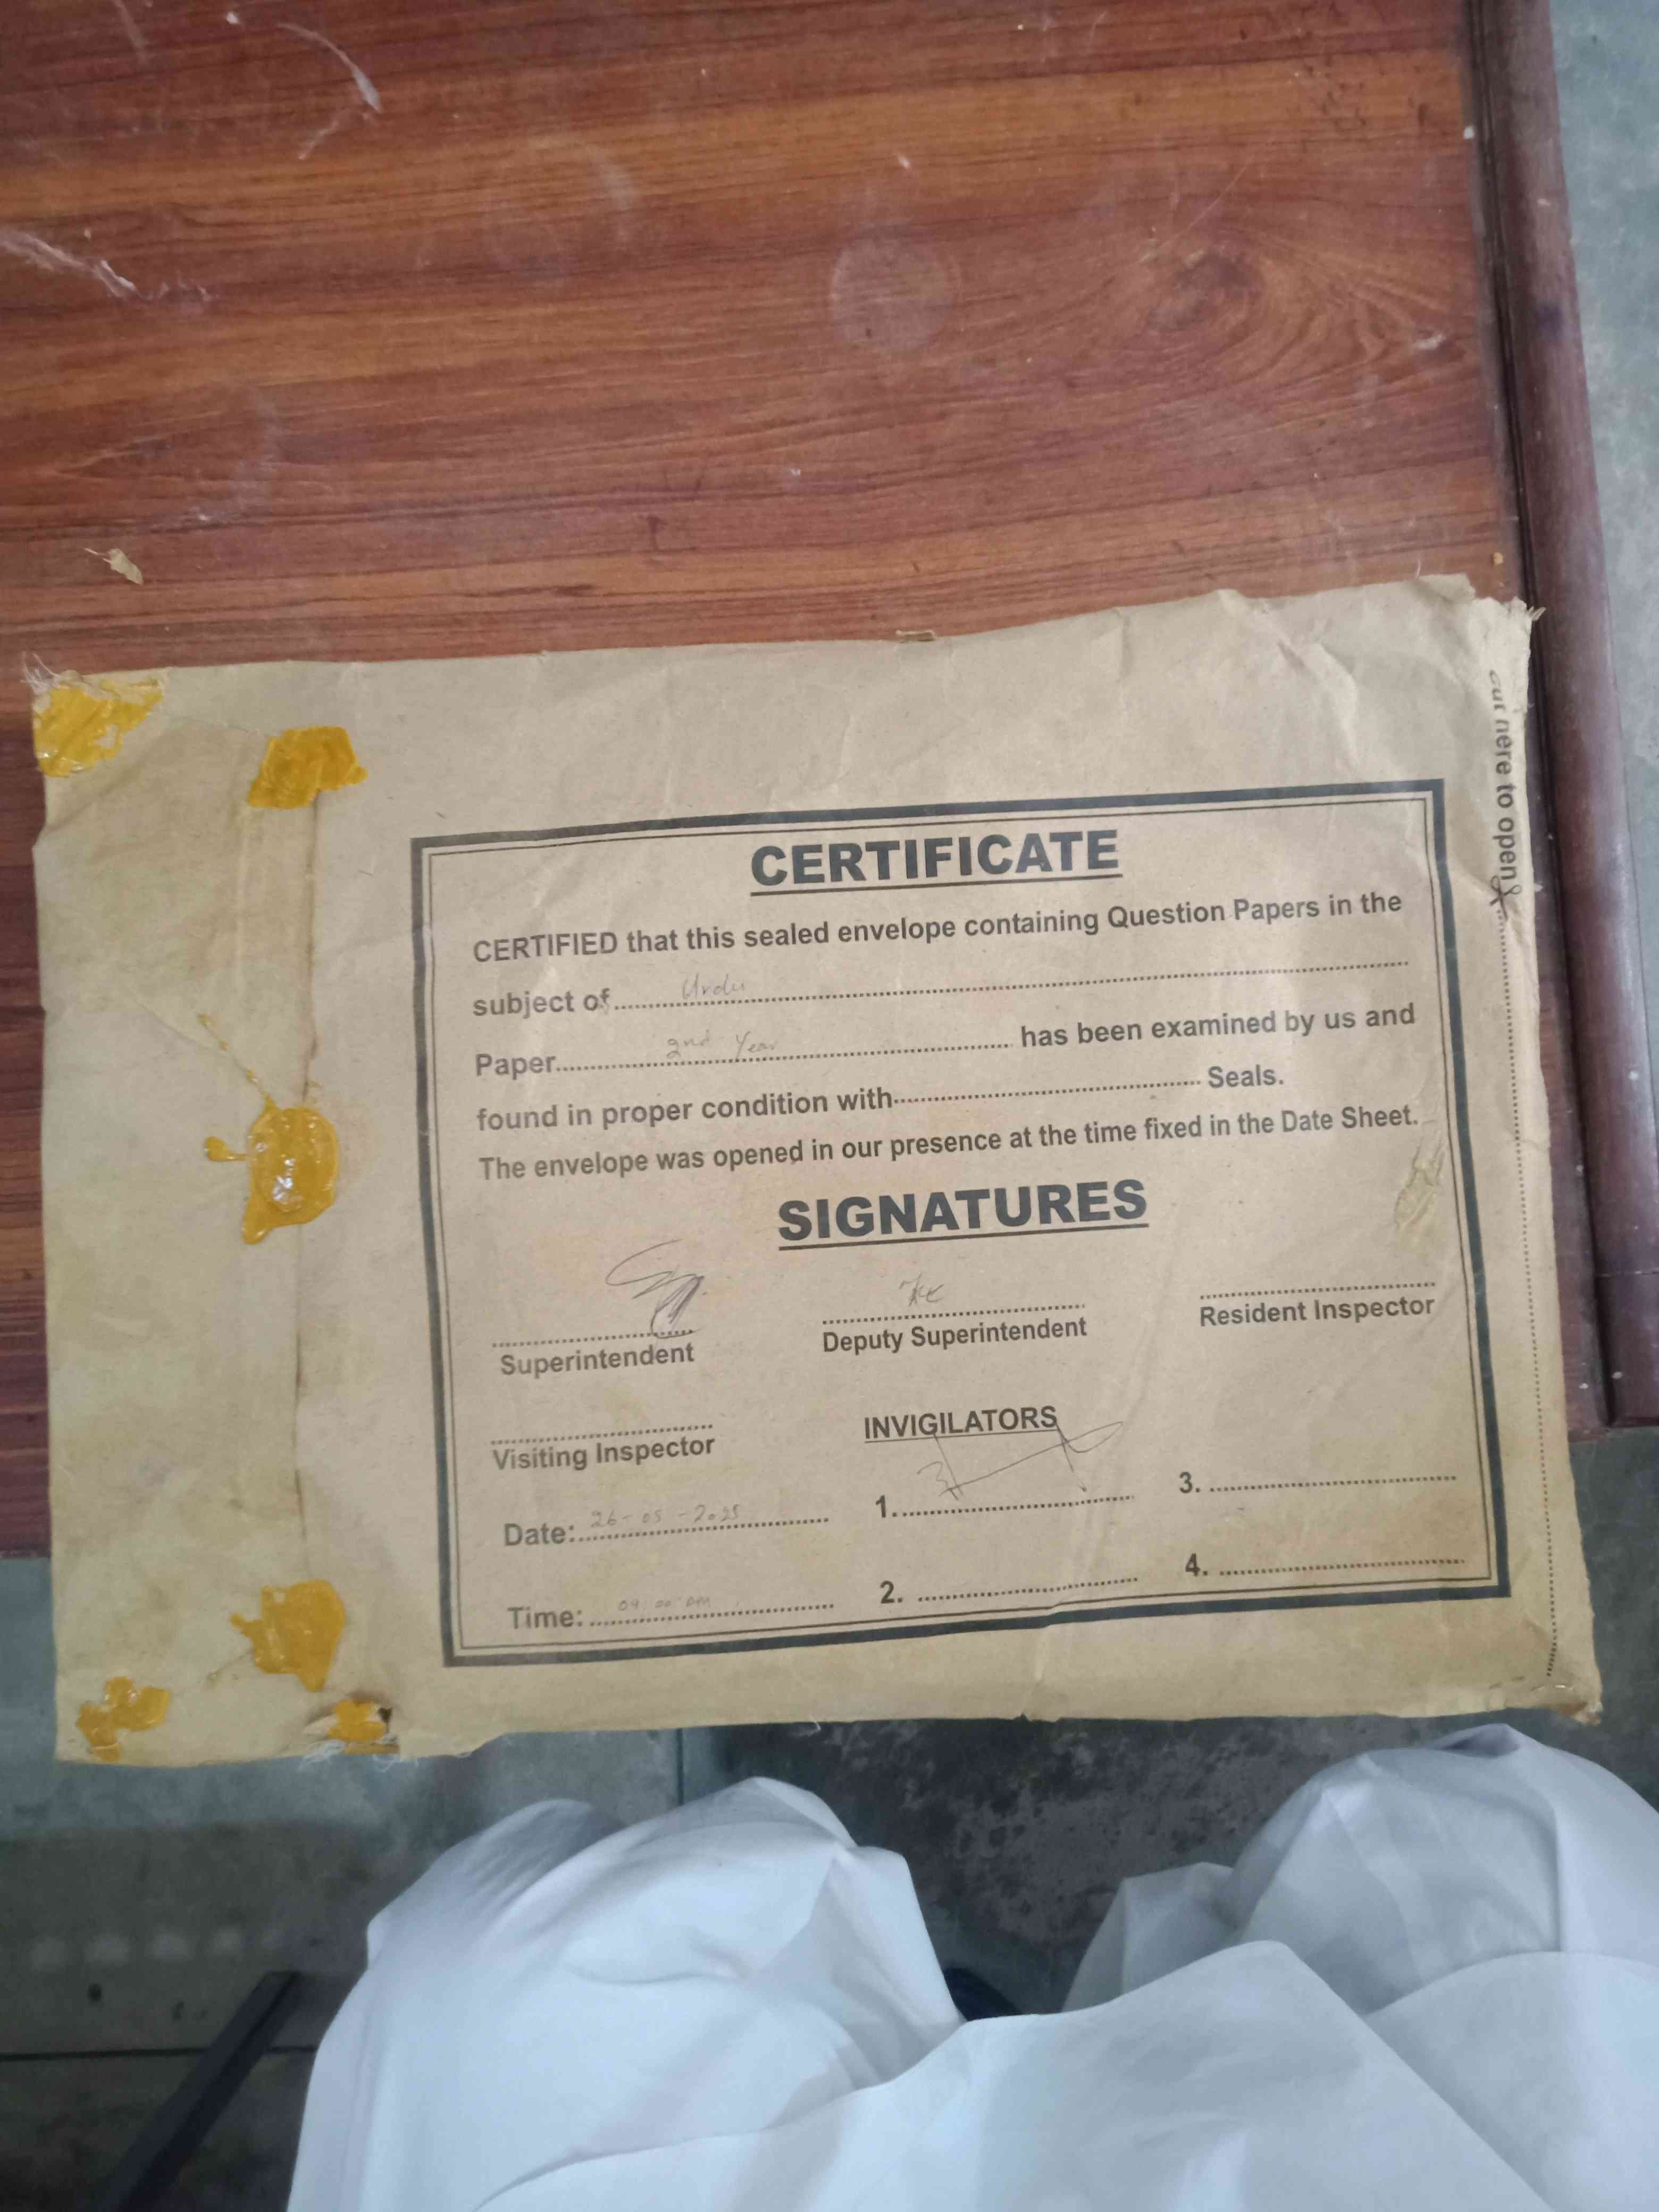 cut here to open
CERTIFICATE
CERTIFIED that this sealed envelope containing Question Papers in the
subject of.....Urdu.....
Paper.....2nd Year..... has been examined by us and
found in proper condition with..... Seals.
The envelope was opened in our presence at the time fixed in the Date Sheet.
SIGNATURES
Superintendent Deputy Superintendent Resident Inspector
Visiting Inspector INVIGILATORS
Date: 26-05-2025 1. 3.
Time: 09:00 am 2. 4.